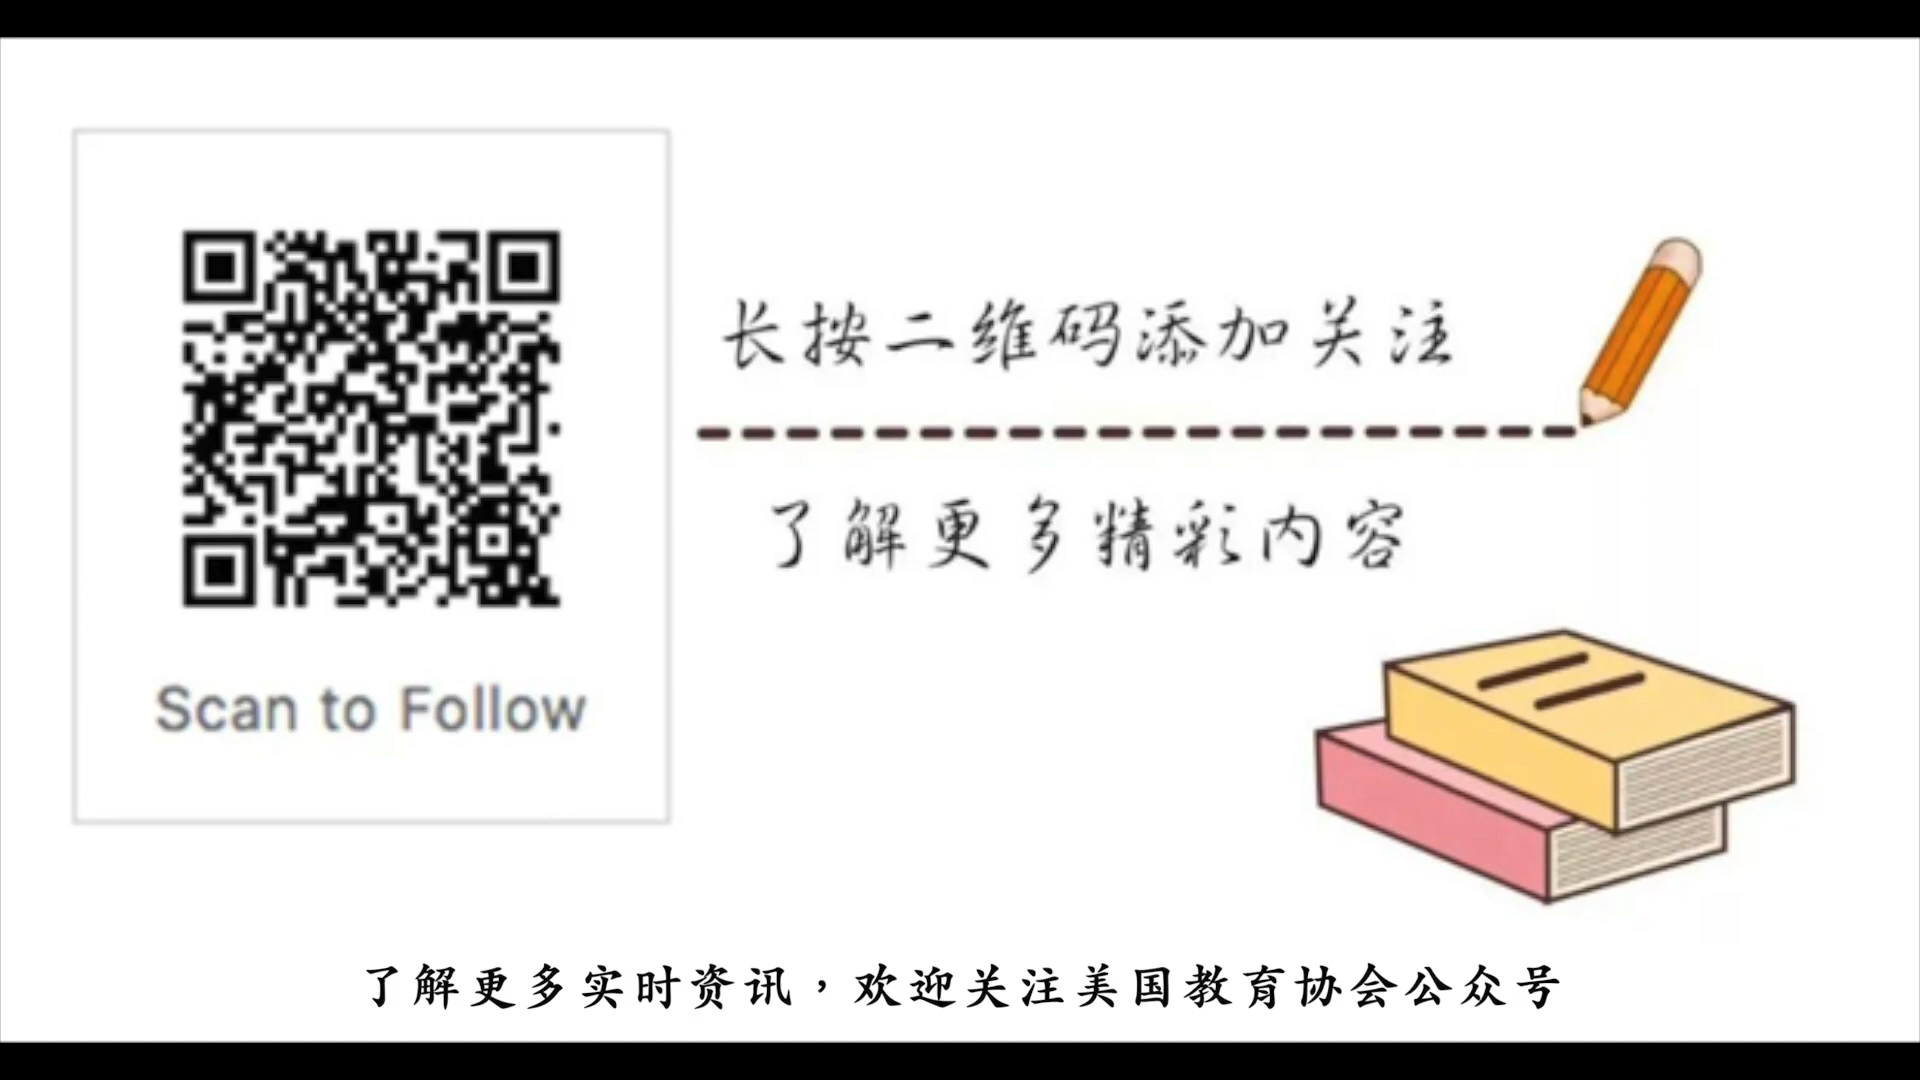 长按二维码添加关注
了解更多精彩内容
Scan to Follow
了解更多实时资讯，欢迎关注美国教育协会公众号